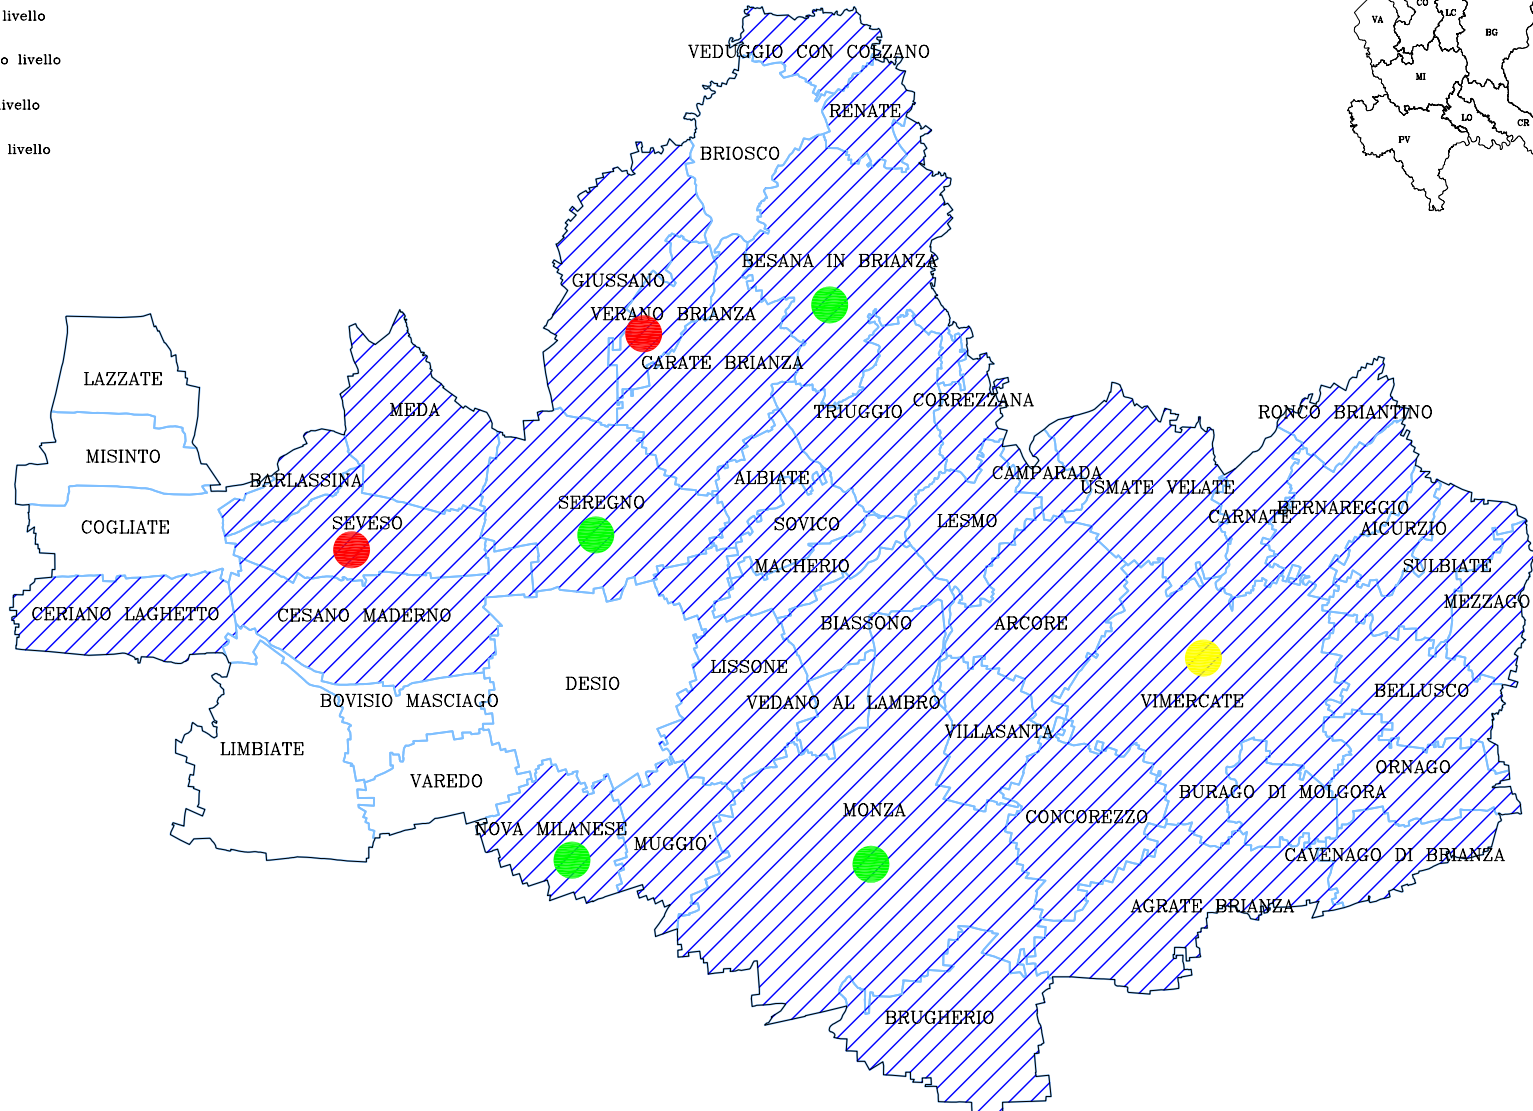 livello
o livello
ivello
livello
VA
CO
LC
BG
MI
LO
CR
PV
VEDUGGIO CON COLZANO
RENATE
BRIOSCO
BESANA IN BRIANZA
GIUSSANO
VERANO BRIANZA
CARATE BRIANZA
LAZZATE
MEDA
CORREZZANA
TRIUGGIO
RONCO BRIANTINO
MISINTO
BARLASSINA
ALBIATE
CAMPARADA
USMATE VELATE
SEREGNO
BERNAREGGIO
CARNATE
COGLIATE
SEVESO
SOVICO
LESMO
AICURZIO
MACHERIO
SULBIATE
MEZZAGO
CERIANO LAGHETTO
CESANO MADERNO
BIASSONO
ARCORE
LISSONE
DESIO
BELLUSCO
BOVISIO MASCIAGO
VEDANO AL LAMBRO
VIMERCATE
VILLASANTA
LIMBIATE
ORNAGO
VAREDO
BURAGO DI MOLGORA
MONZA
CONCOREZZO
NOVA MILANESE
MUGGIO'
CAVENAGO DI BRIANZA
AGRATE BRIANZA
BRUGHERIO